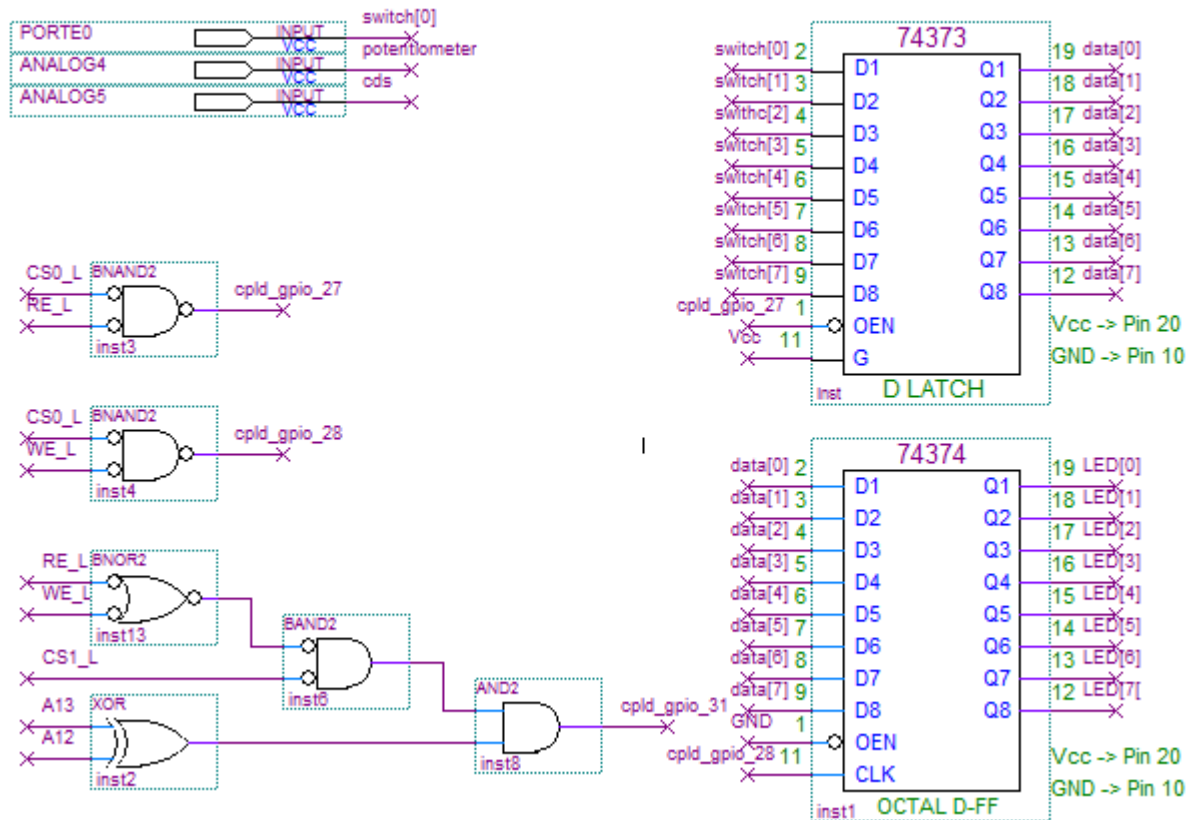 PORTE0 INPUT VCC switch[0]
ANALOG4 INPUT VCC potentiometer
ANALOG5 INPUT VCC cds
CS0_L BNAND2
RE_L cpld_gpio_27
inst3
CS0_L BNAND2
WE_L cpld_gpio_28
inst4
RE_L BNOR2
WE_L
inst13
BAND2
CS1_L
inst6
A13 XOR
A12
inst2
AND2
cpld_gpio_31
inst8
74373
switch[0] 2 D1 Q1 19 data[0]
switch[1] 3 D2 Q2 18 data[1]
swithc[2] 4 D3 Q3 17 data[2]
switch[3] 5 D4 Q4 16 data[3]
switch[4] 6 D5 Q5 15 data[4]
switch[5] 7 D6 Q6 14 data[5]
switch[6] 8 D7 Q7 13 data[6]
switch[7] 9 D8 Q8 12 data[7]
cpld_gpio_27 1 OEN
Vcc 11 G
Vcc -> Pin 20
GND -> Pin 10
inst D LATCH
74374
data[0] 2 D1 Q1 19 LED[0]
data[1] 3 D2 Q2 18 LED[1]
data[2] 4 D3 Q3 17 LED[2]
data[3] 5 D4 Q4 16 LED[3]
data[4] 6 D5 Q5 15 LED[4]
data[5] 7 D6 Q6 14 LED[5]
data[6] 8 D7 Q7 13 LED[6]
data[7] 9 D8 Q8 12 LED[7[
GND 1 OEN
cpld_gpio_28 11 CLK
Vcc -> Pin 20
GND -> Pin 10
inst1 OCTAL D-FF